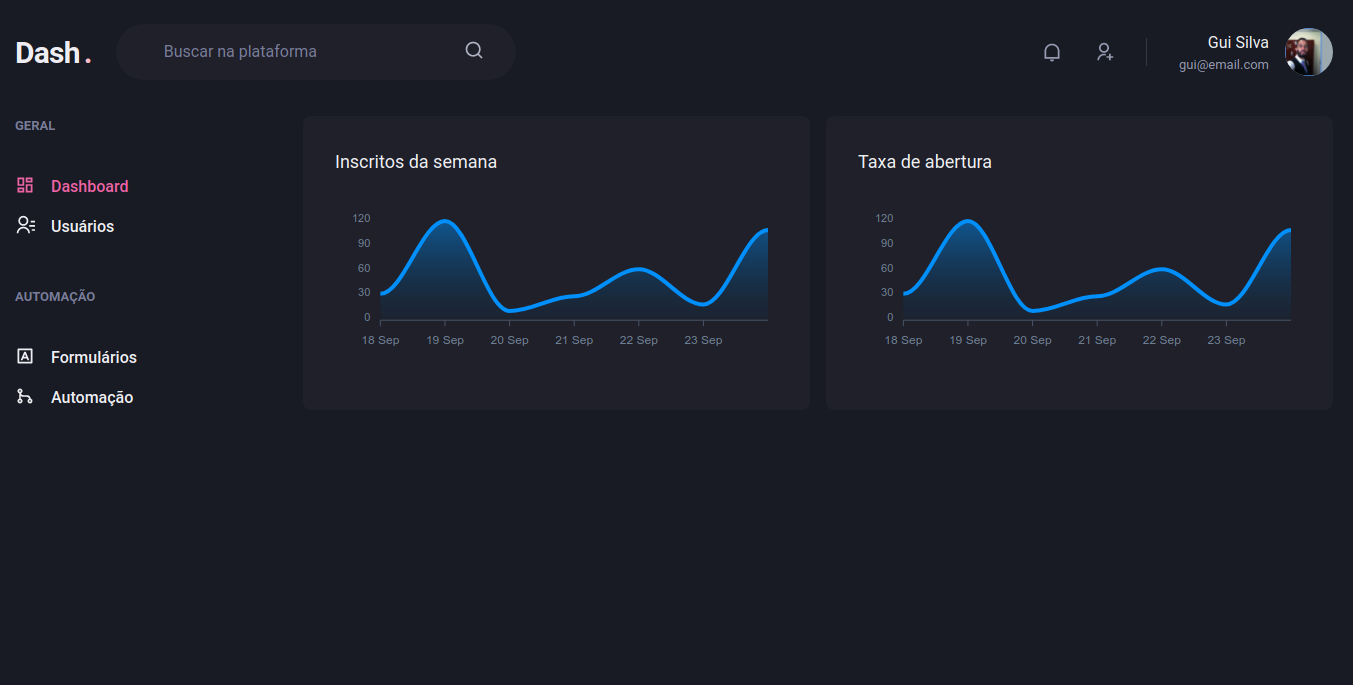 Dash.
Buscar na plataforma
Gui Silva
gui@email.com
GERAL
Dashboard
Usuários
AUTOMAÇÃO
Formulários
Automação
Inscritos da semana
120
90
60
30
0
18 Sep 19 Sep 20 Sep 21 Sep 22 Sep 23 Sep
Taxa de abertura
120
90
60
30
0
18 Sep 19 Sep 20 Sep 21 Sep 22 Sep 23 Sep